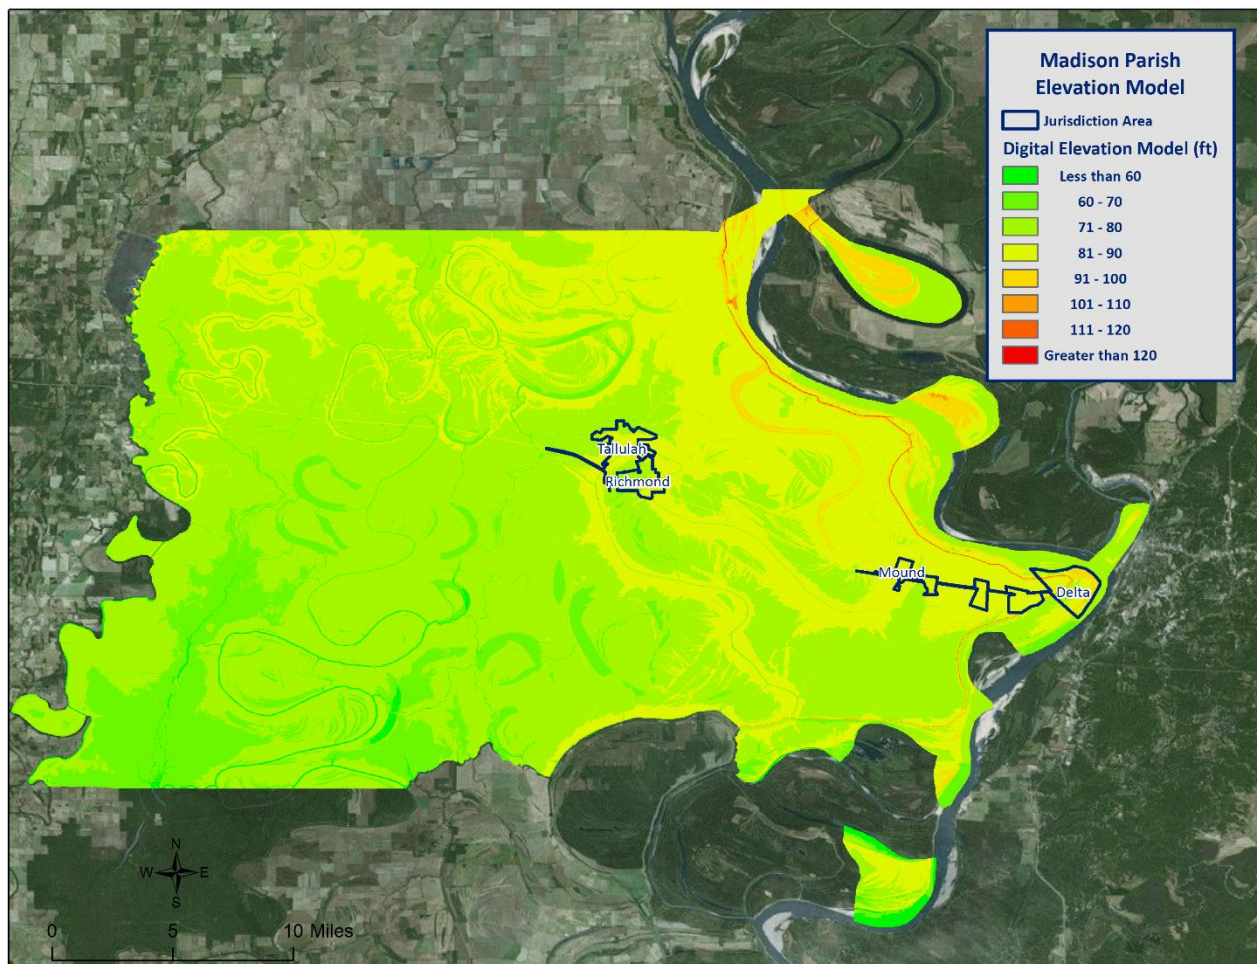 Madison Parish
Elevation Model
Jurisdiction Area
Digital Elevation Model (ft)
Less than 60
60 - 70
71 - 80
81 - 90
91 - 100
101 - 110
111 - 120
Greater than 120
Tallulah
Richmond
Mound
Delta
N
W E
S
0 5 10 Miles